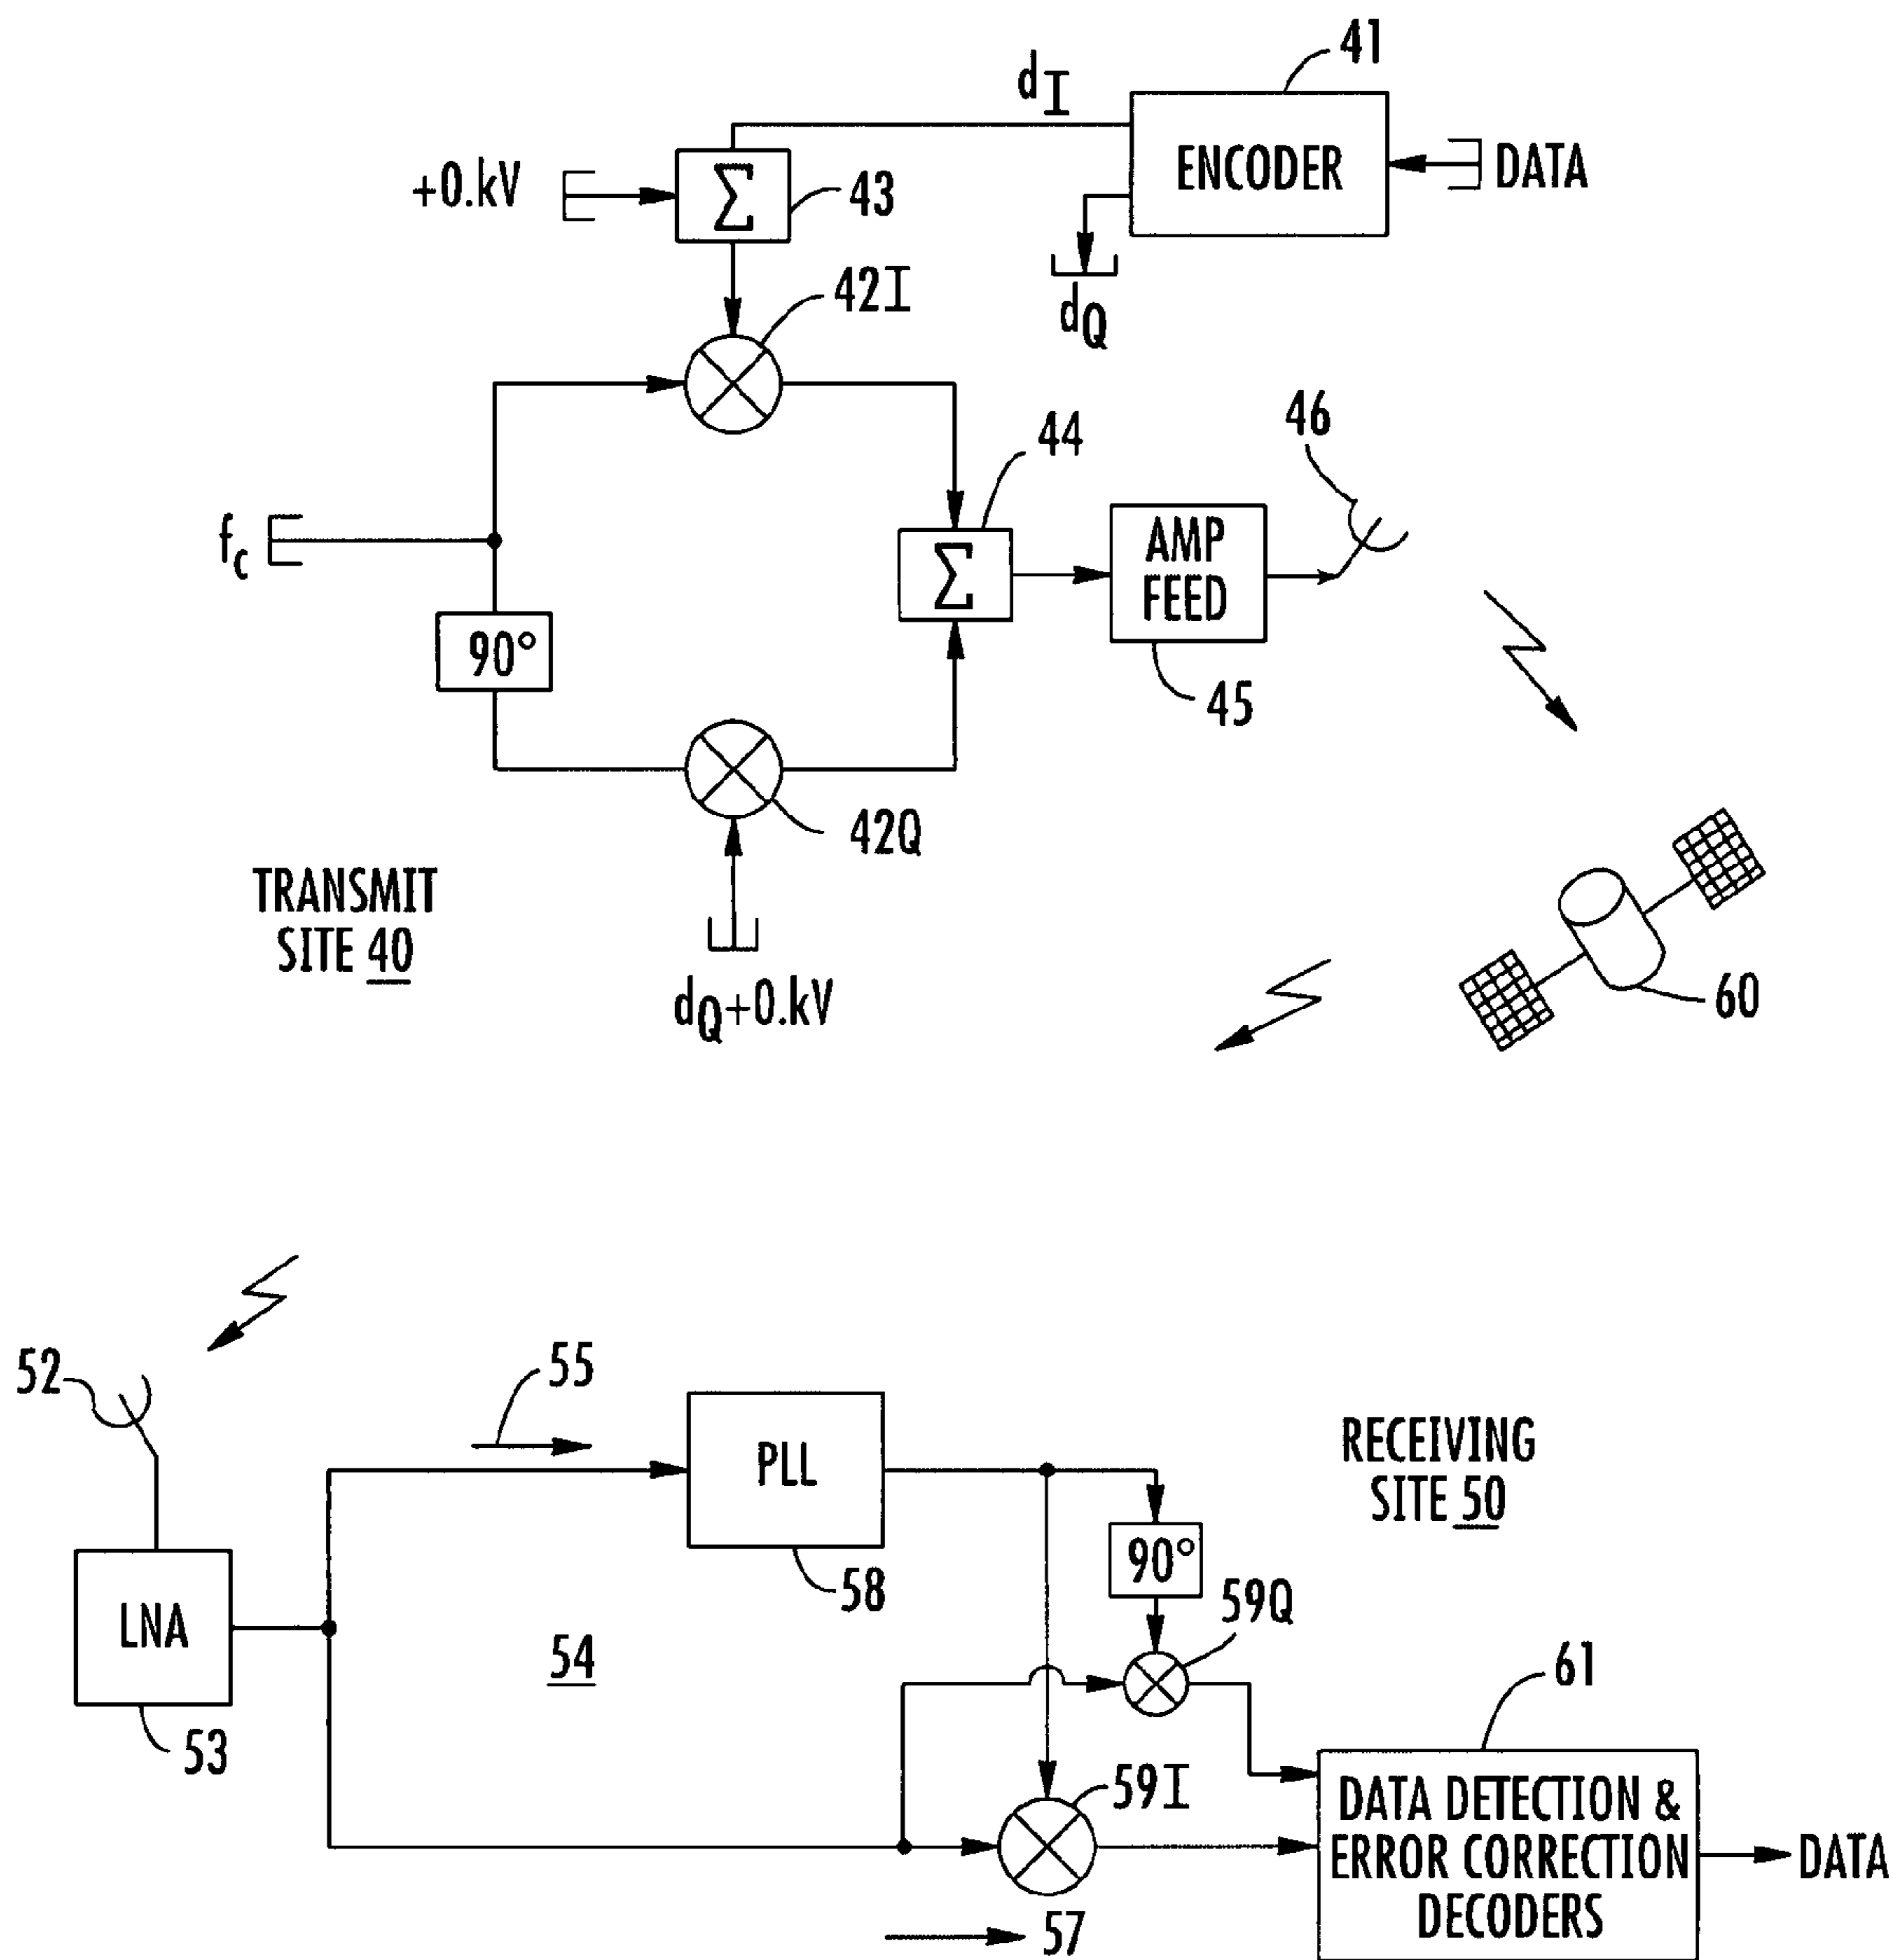 41
dI
ENCODER
DATA
+0.kV
Σ
43
dQ
42I
44
46
fc
Σ
AMP
FEED
90°
45
42Q
TRANSMIT
SITE 40
dQ+0.kV
60
52
55
PLL
RECEIVING
SITE 50
90°
58
59Q
LNA
54
61
53
59I
DATA DETECTION &
ERROR CORRECTION
DECODERS
DATA
57